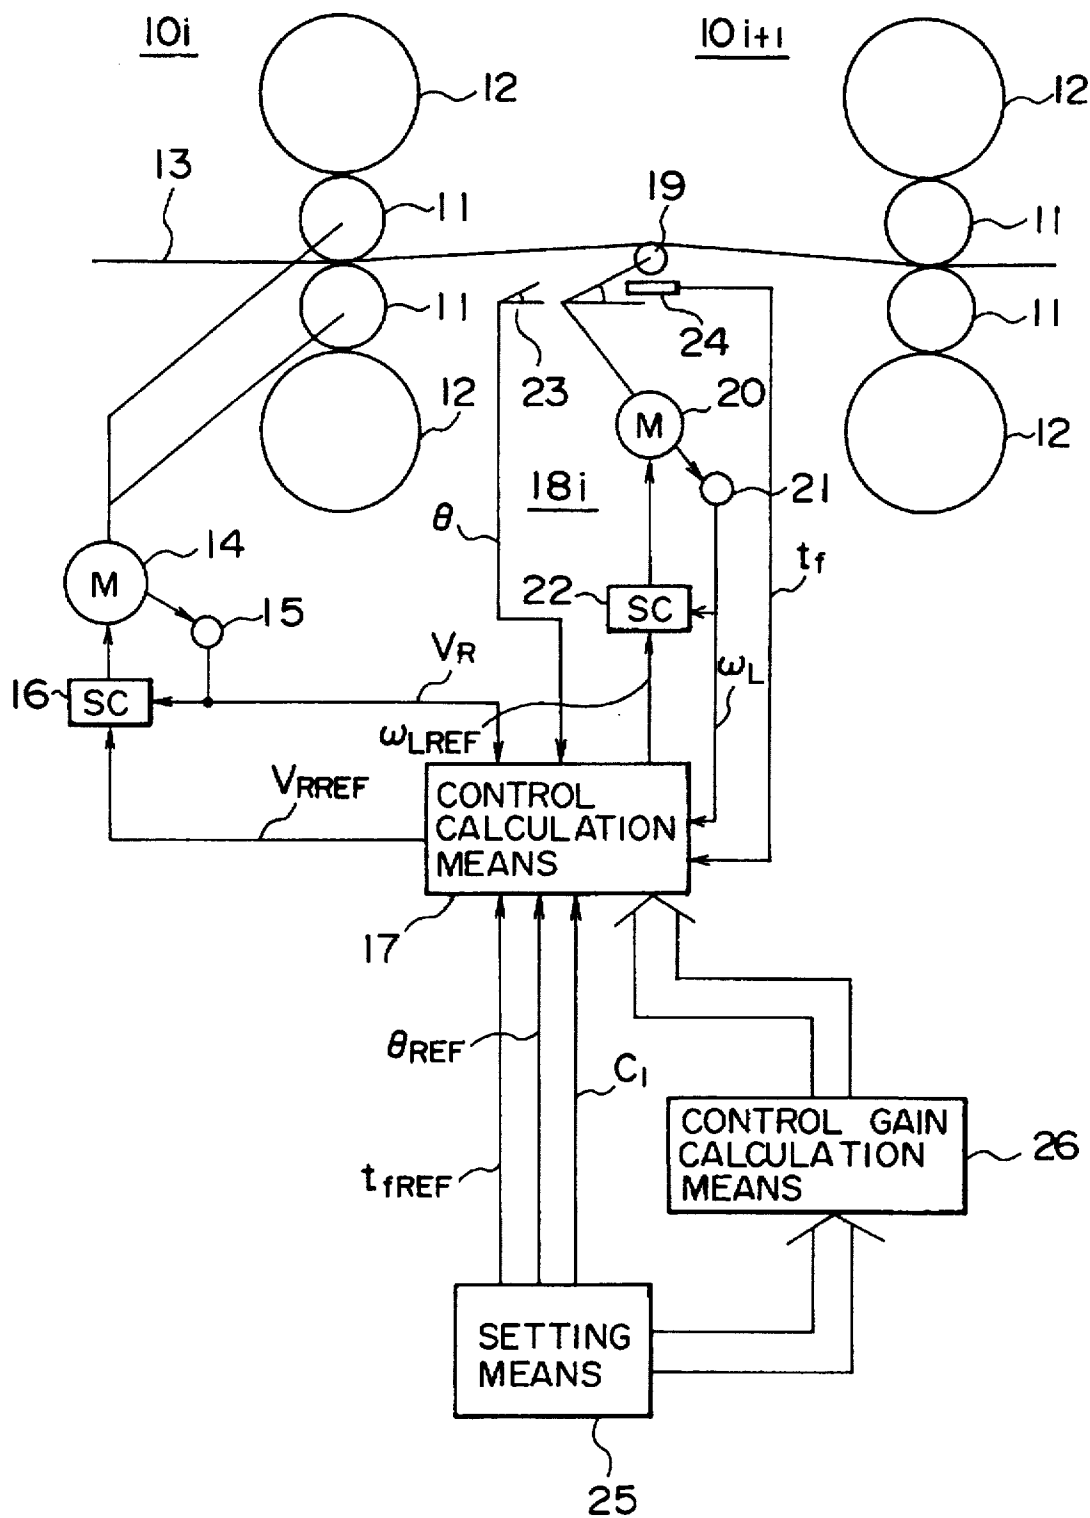 10i
10i+1
12
12
13
11
19
11
11
11
23
24
12
20
12
M
18i
21
θ
14
22
tf
M
SC
15
VR
ωL
16
SC
ωLREF
VRREF
CONTROL
CALCULATION
MEANS
17
θREF
C1
CONTROL GAIN
CALCULATION
MEANS
26
tfREF
SETTING
MEANS
25